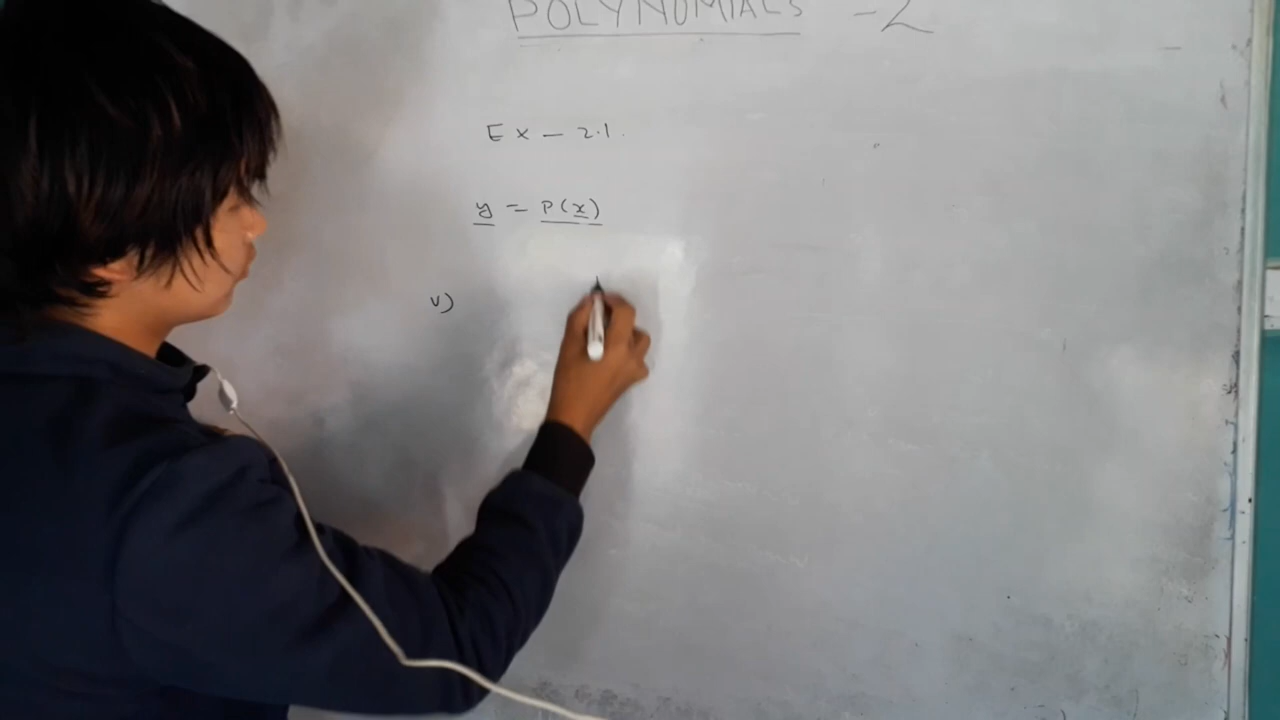 POLYNOMIALS - 2
Ex - 2.1.
y = P(x)
v)